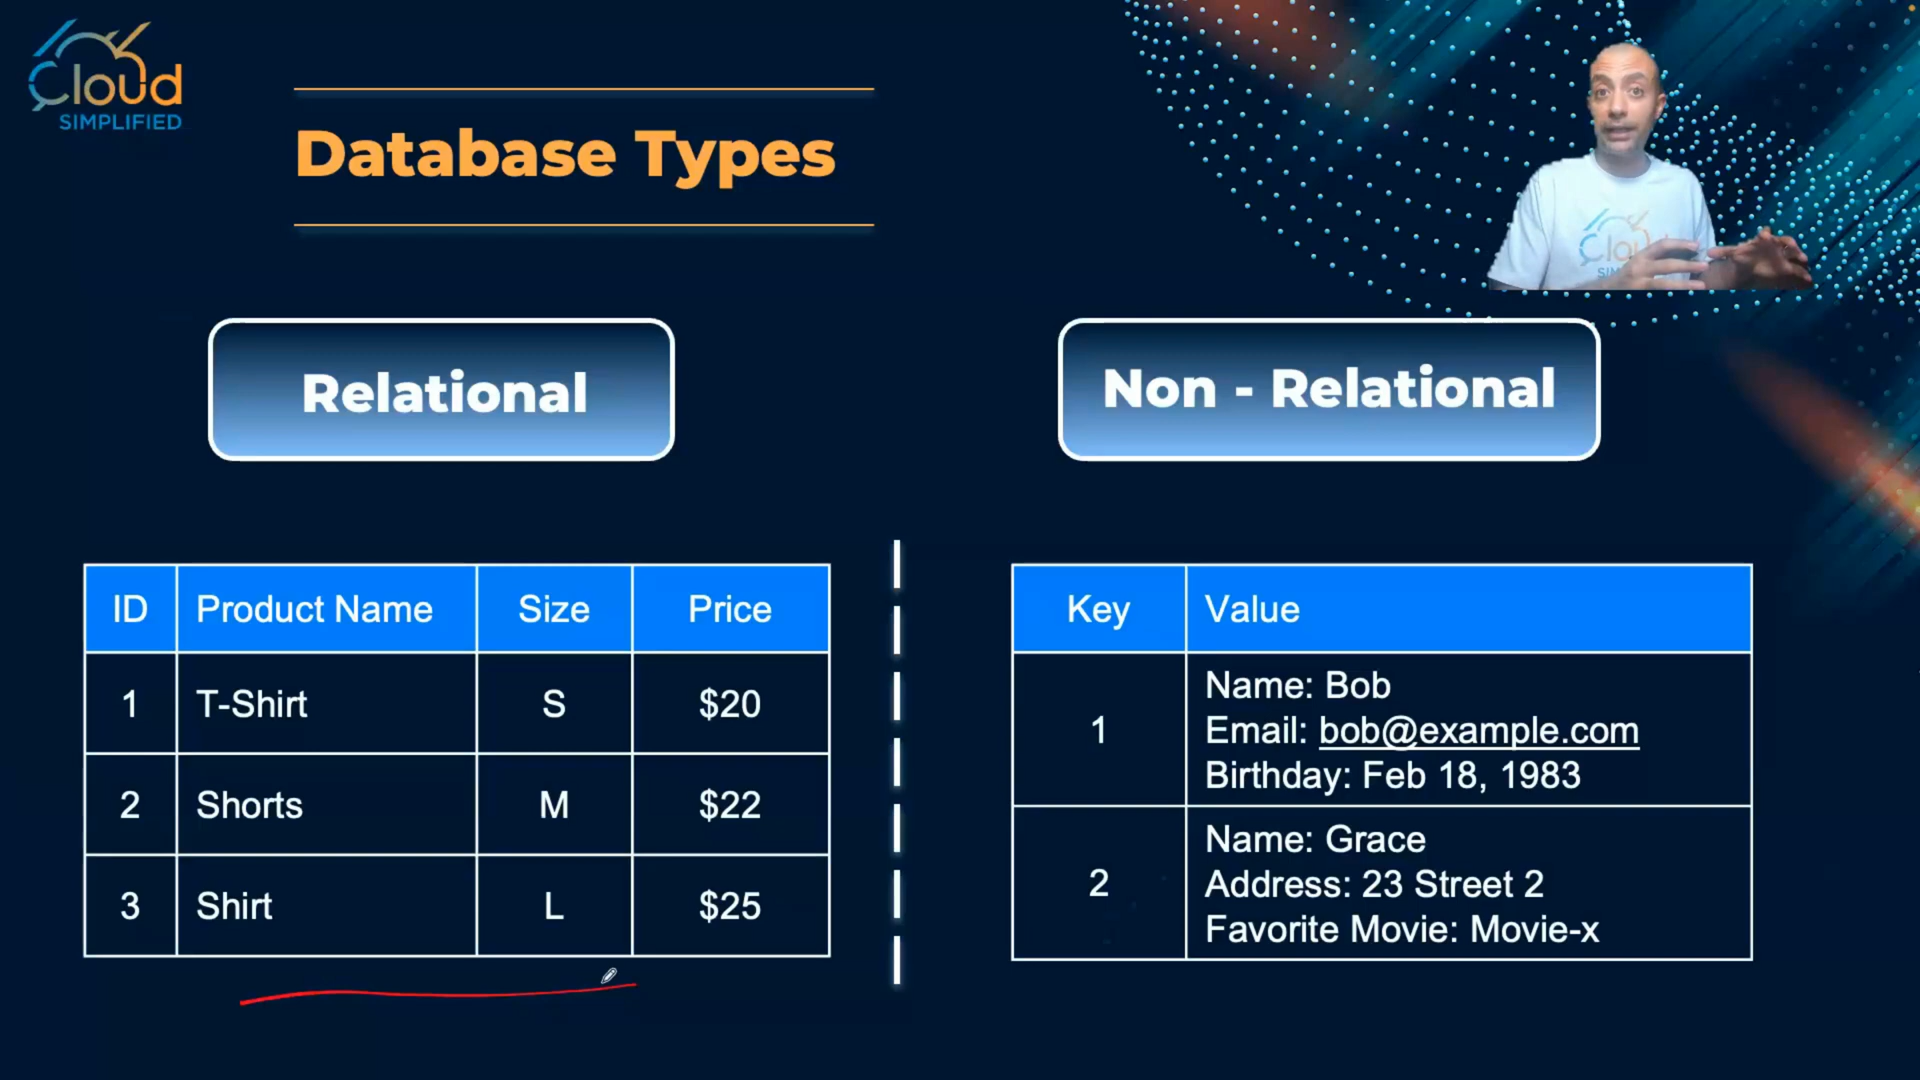 Cloud
SIMPLIFIED
Database Types
Relational
Non - Relational
ID Product Name Size Price
1 T-Shirt S $20
2 Shorts M $22
3 Shirt L $25
Key Value
1
Name: Bob
Email: bob@example.com
Birthday: Feb 18, 1983
2
Name: Grace
Address: 23 Street 2
Favorite Movie: Movie-x